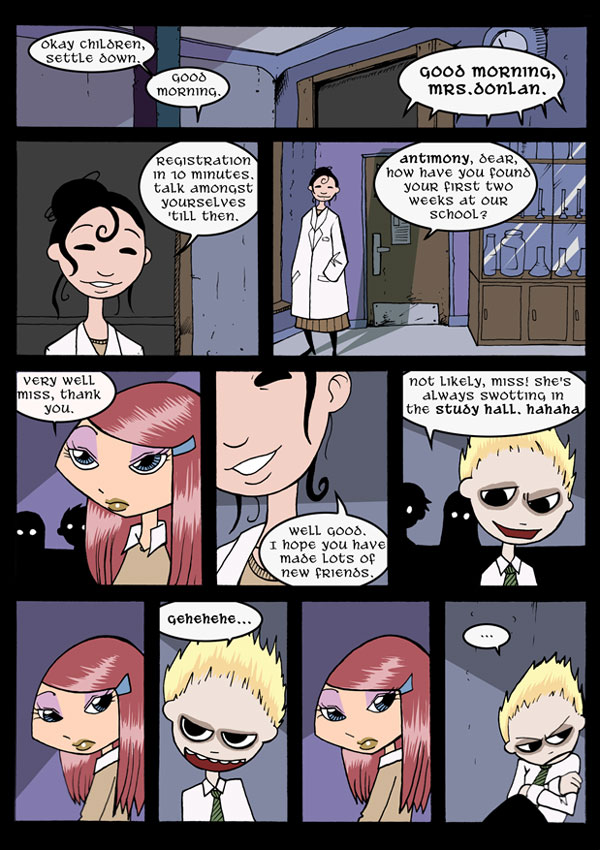 Okay children,
settle down.
Good
morning.
Good morning,
Mrs.Donlan.
Registration
in 10 minutes.
Talk amongst
yourselves
'till then.
Antimony, dear,
how have you found
your first two
weeks at our
school?
Very well
miss, thank
you.
Well good.
I hope you have
made lots of
new friends.
Not likely, miss! She's
always swotting in
the study hall. Hahaha
Gehehehe...
...